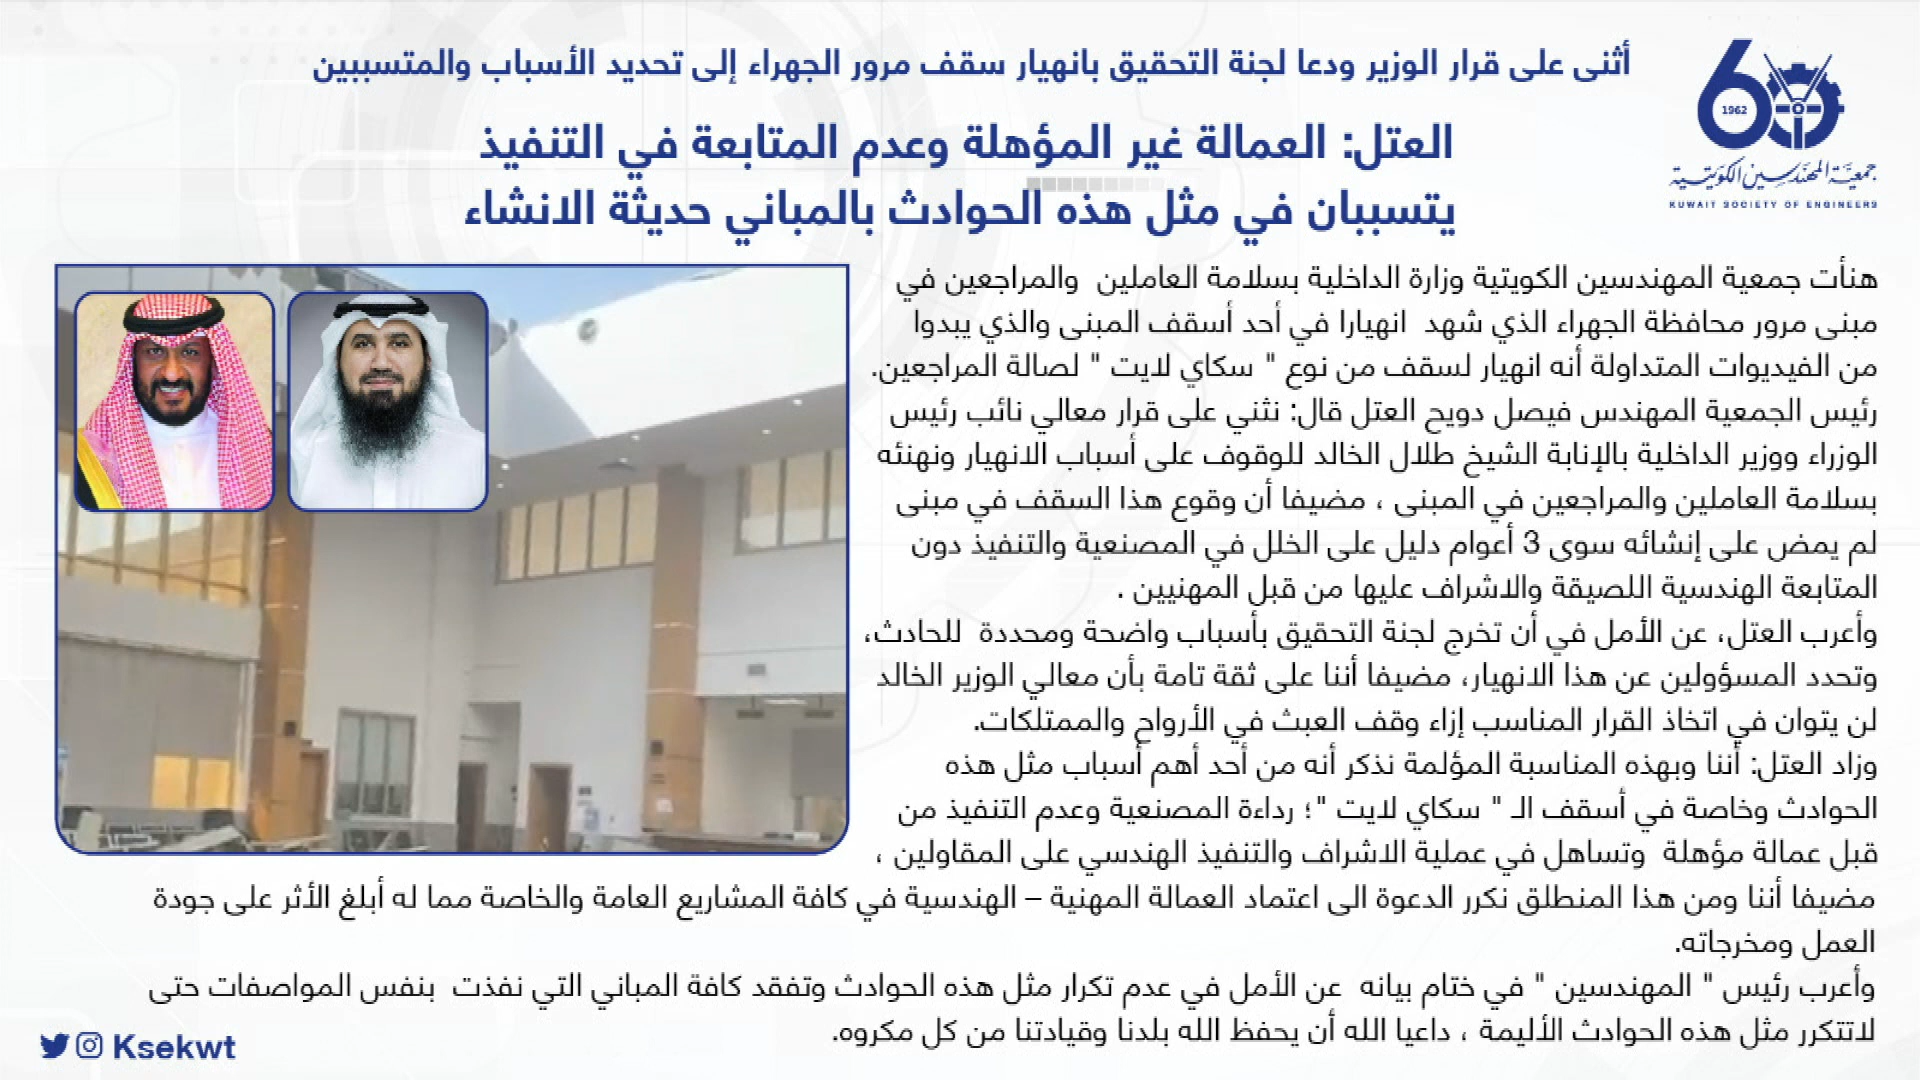 أثنى على قرار الوزير ودعا لجنة التحقيق بانهيار سقف مرور الجهراء إلى تحديد الأسباب والمتسببين
1962
جمعية المهندسين الكويتية
KUWAIT SOCIETY OF ENGINEERS
العتل: العمالة غير المؤهلة وعدم المتابعة في التنفيذ
يتسببان في مثل هذه الحوادث بالمباني حديثة الانشاء
هنأت جمعية المهندسين الكويتية وزارة الداخلية بسلامة العاملين والمراجعين في
مبنى مرور محافظة الجهراء الذي شهد انهيارا في أحد أسقف المبنى والذي يبدوا
من الفيديوات المتداولة أنه انهيار لسقف من نوع " سكاي لايت " لصالة المراجعين.
رئيس الجمعية المهندس فيصل دويح العتل قال: نثني على قرار معالي نائب رئيس
الوزراء ووزير الداخلية بالإنابة الشيخ طلال الخالد للوقوف على أسباب الانهيار ونهنئه
بسلامة العاملين والمراجعين في المبنى ، مضيفا أن وقوع هذا السقف في مبنى
لم يمض على إنشائه سوى 3 أعوام دليل على الخلل في المصنعية والتنفيذ دون
المتابعة الهندسية اللصيقة والاشراف عليها من قبل المهنيين .
وأعرب العتل، عن الأمل في أن تخرج لجنة التحقيق بأسباب واضحة ومحددة للحادث،
وتحدد المسؤولين عن هذا الانهيار، مضيفا أننا على ثقة تامة بأن معالي الوزير الخالد
لن يتوان في اتخاذ القرار المناسب إزاء وقف العبث في الأرواح والممتلكات.
وزاد العتل: أننا وبهذه المناسبة المؤلمة نذكر أنه من أحد أهم أسباب مثل هذه
الحوادث وخاصة في أسقف الـ " سكاي لايت "؛ رداءة المصنعية وعدم التنفيذ من
قبل عمالة مؤهلة وتساهل في عملية الاشراف والتنفيذ الهندسي على المقاولين ،
مضيفا أننا ومن هذا المنطلق نكرر الدعوة الى اعتماد العمالة المهنية – الهندسية في كافة المشاريع العامة والخاصة مما له أبلغ الأثر على جودة
العمل ومخرجاته.
وأعرب رئيس " المهندسين " في ختام بيانه عن الأمل في عدم تكرار مثل هذه الحوادث وتفقد كافة المباني التي نفذت بنفس المواصفات حتى
لاتتكرر مثل هذه الحوادث الأليمة ، داعيا الله أن يحفظ الله بلدنا وقيادتنا من كل مكروه.
Ksekwt